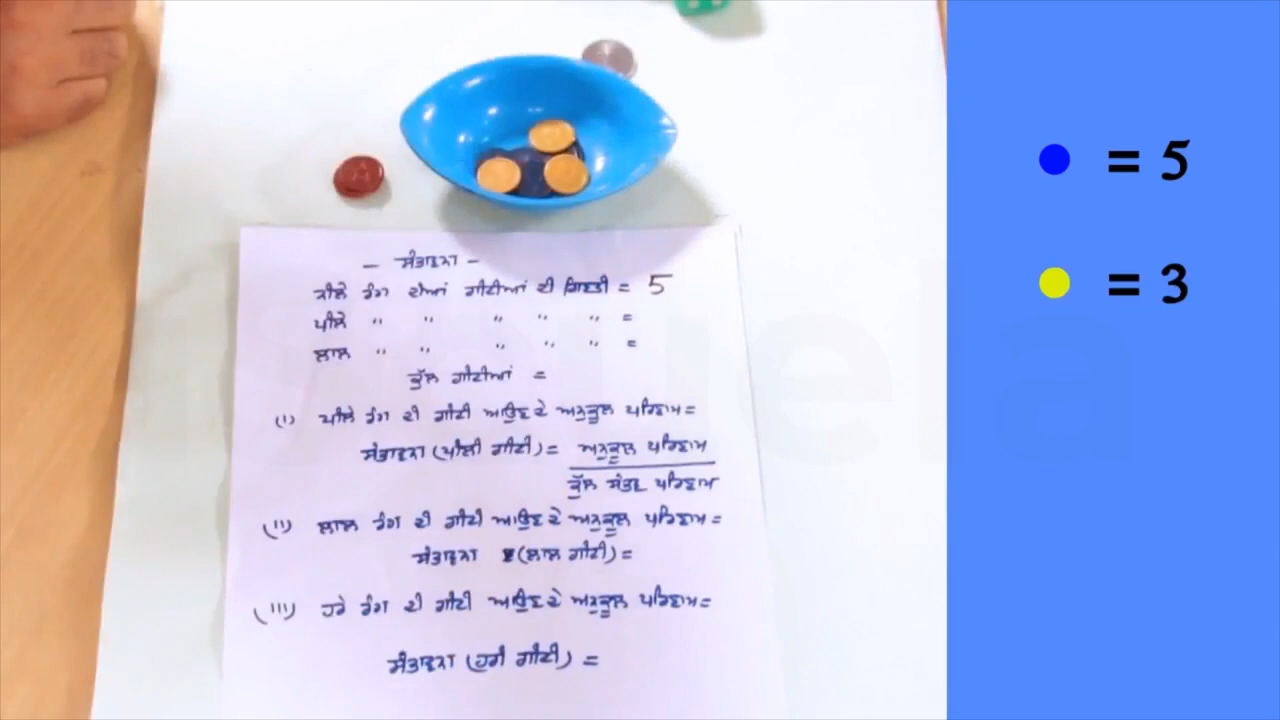 – ਸੰਭਾਵਨਾ –
ਨੀਲੇ ਰੰਗ ਦੀਆਂ ਗੀਟੀਆਂ ਦੀ ਗਿਣਤੀ = 5
ਪੀਲੇ " " " " " =
ਲਾਲ " " " " " =
ਕੁੱਲ ਗੀਟੀਆਂ =
(i) ਪੀਲੇ ਰੰਗ ਦੀ ਗੀਟੀ ਆਉਣ ਦੇ ਅਨੁਕੂਲ ਪਰਿਣਾਮ =
ਸੰਭਾਵਨਾ (ਪੀਲੀ ਗੀਟੀ) = ਅਨੁਕੂਲ ਪਰਿਣਾਮ
ਕੁੱਲ ਸੰਭਵ ਪਰਿਣਾਮ
(ii) ਲਾਲ ਰੰਗ ਦੀ ਗੀਟੀ ਆਉਣ ਦੇ ਅਨੁਕੂਲ ਪਰਿਣਾਮ =
ਸੰਭਾਵਨਾ (ਲਾਲ ਗੀਟੀ) =
(iii) ਹਰੇ ਰੰਗ ਦੀ ਗੀਟੀ ਆਉਣ ਦੇ ਅਨੁਕੂਲ ਪਰਿਣਾਮ =
ਸੰਭਾਵਨਾ (ਹਰੀ ਗੀਟੀ) =
= 5
= 3